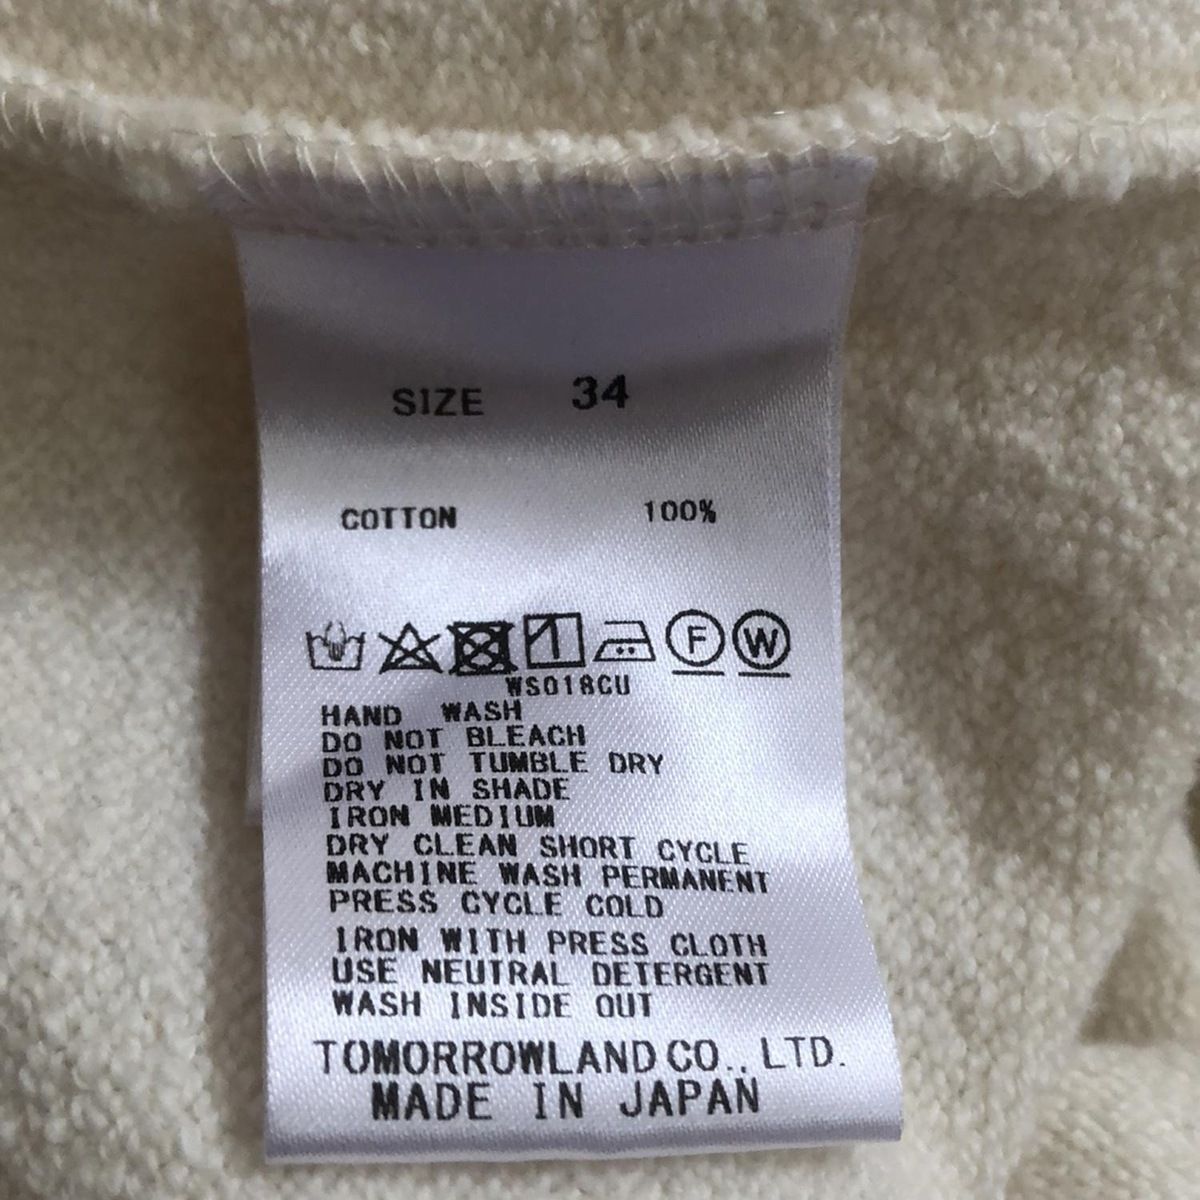 SIZE 34
COTTON 100%
F W
WS018CU
HAND WASH
DO NOT BLEACH
DO NOT TUMBLE DRY
DRY IN SHADE
IRON MEDIUM
DRY CLEAN SHORT CYCLE
MACHINE WASH PERMANENT
PRESS CYCLE COLD
IRON WITH PRESS CLOTH
USE NEUTRAL DETERGENT
WASH INSIDE OUT
TOMORROWLAND CO., LTD.
MADE IN JAPAN